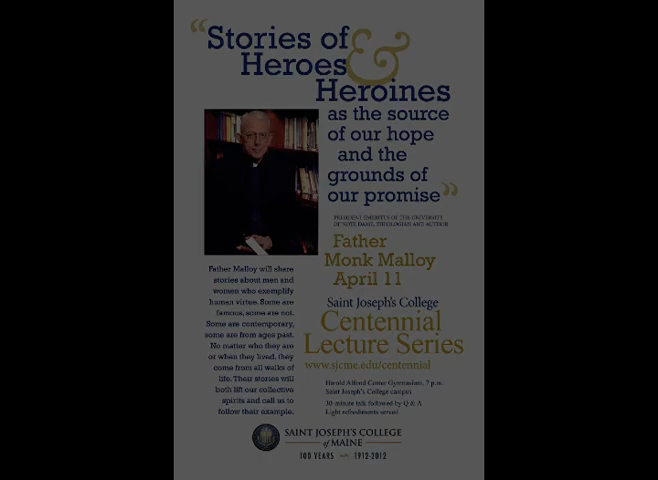 “Stories of
Heroes &
Heroines
as the source
of our hope
and the
grounds of
our promise”
PRESIDENT EMERITUS OF THE UNIVERSITY
OF NOTE DAME, THEOLOGIAN AND AUTHOR
Father
Monk Malloy
April 11
Father Malloy will share
stories about men and
women who exemplify
human virtue. Some are
famous, some are not.
Some are contemporary,
some are from ages past.
No matter who they are
or when they lived, they
come from all walks of
life. Their stories will
both lift our collective
spirits and call us to
follow their example.
Saint Joseph's College
Centennial
Lecture Series
www.sjcme.edu/centennial
Harold Alfond Center Gymnasium, 7 p.m.
Saint Joseph's College campus
30-minute talk followed by Q & A
Light refreshments served
SAINT JOSEPH'S COLLEGE
of MAINE
100 YEARS 1912-2012